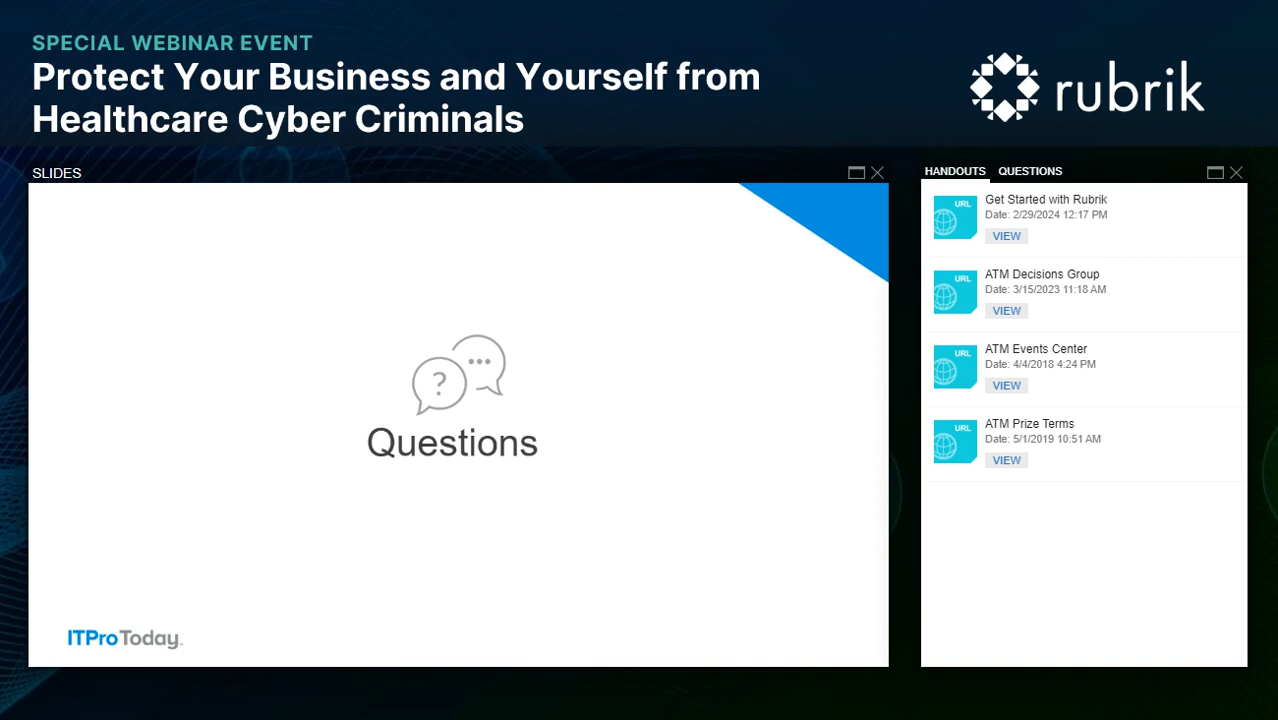 SPECIAL WEBINAR EVENT
Protect Your Business and Yourself from
Healthcare Cyber Criminals
rubrik
SLIDES
?
Questions
ITProToday™
HANDOUTS QUESTIONS
URL
Get Started with Rubrik
Date: 2/29/2024 12:17 PM
VIEW
URL
ATM Decisions Group
Date: 3/15/2023 11:18 AM
VIEW
URL
ATM Events Center
Date: 4/4/2018 4:24 PM
VIEW
URL
ATM Prize Terms
Date: 5/1/2019 10:51 AM
VIEW